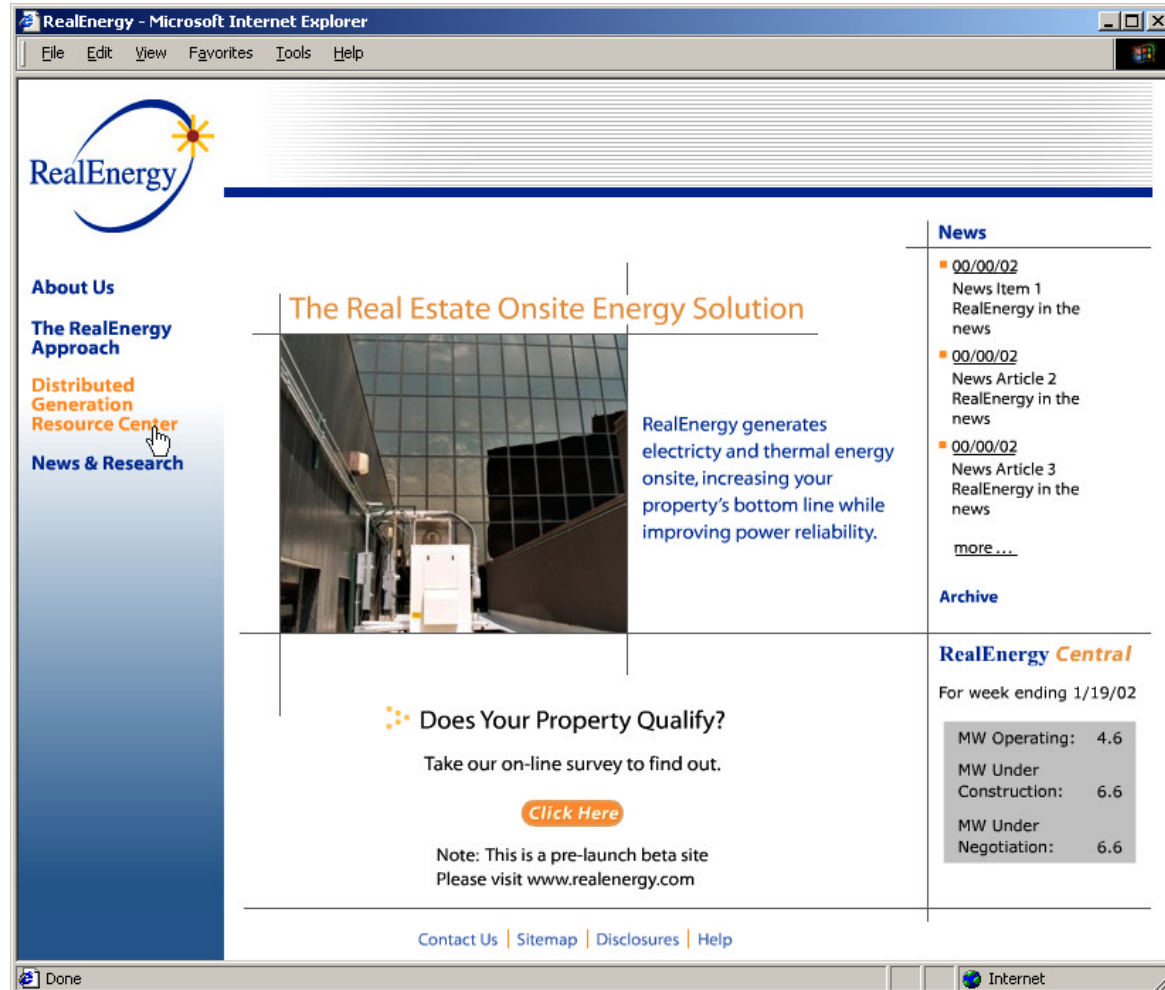 RealEnergy - Microsoft Internet Explorer
File Edit View Favorites Tools Help
RealEnergy
About Us
The RealEnergy
Approach
Distributed
Generation
Resource Center
News & Research
The Real Estate Onsite Energy Solution
RealEnergy generates
electricty and thermal energy
onsite, increasing your
property's bottom line while
improving power reliability.
Does Your Property Qualify?
Take our on-line survey to find out.
Click Here
Note: This is a pre-launch beta site
Please visit www.realenergy.com
News
00/00/02
News Item 1
RealEnergy in the
news
00/00/02
News Article 2
RealEnergy in the
news
00/00/02
News Article 3
RealEnergy in the
news
more ...
Archive
RealEnergy Central
For week ending 1/19/02
MW Operating: 4.6
MW Under
Construction: 6.6
MW Under
Negotiation: 6.6
Contact Us | Sitemap | Disclosures | Help
Done
Internet